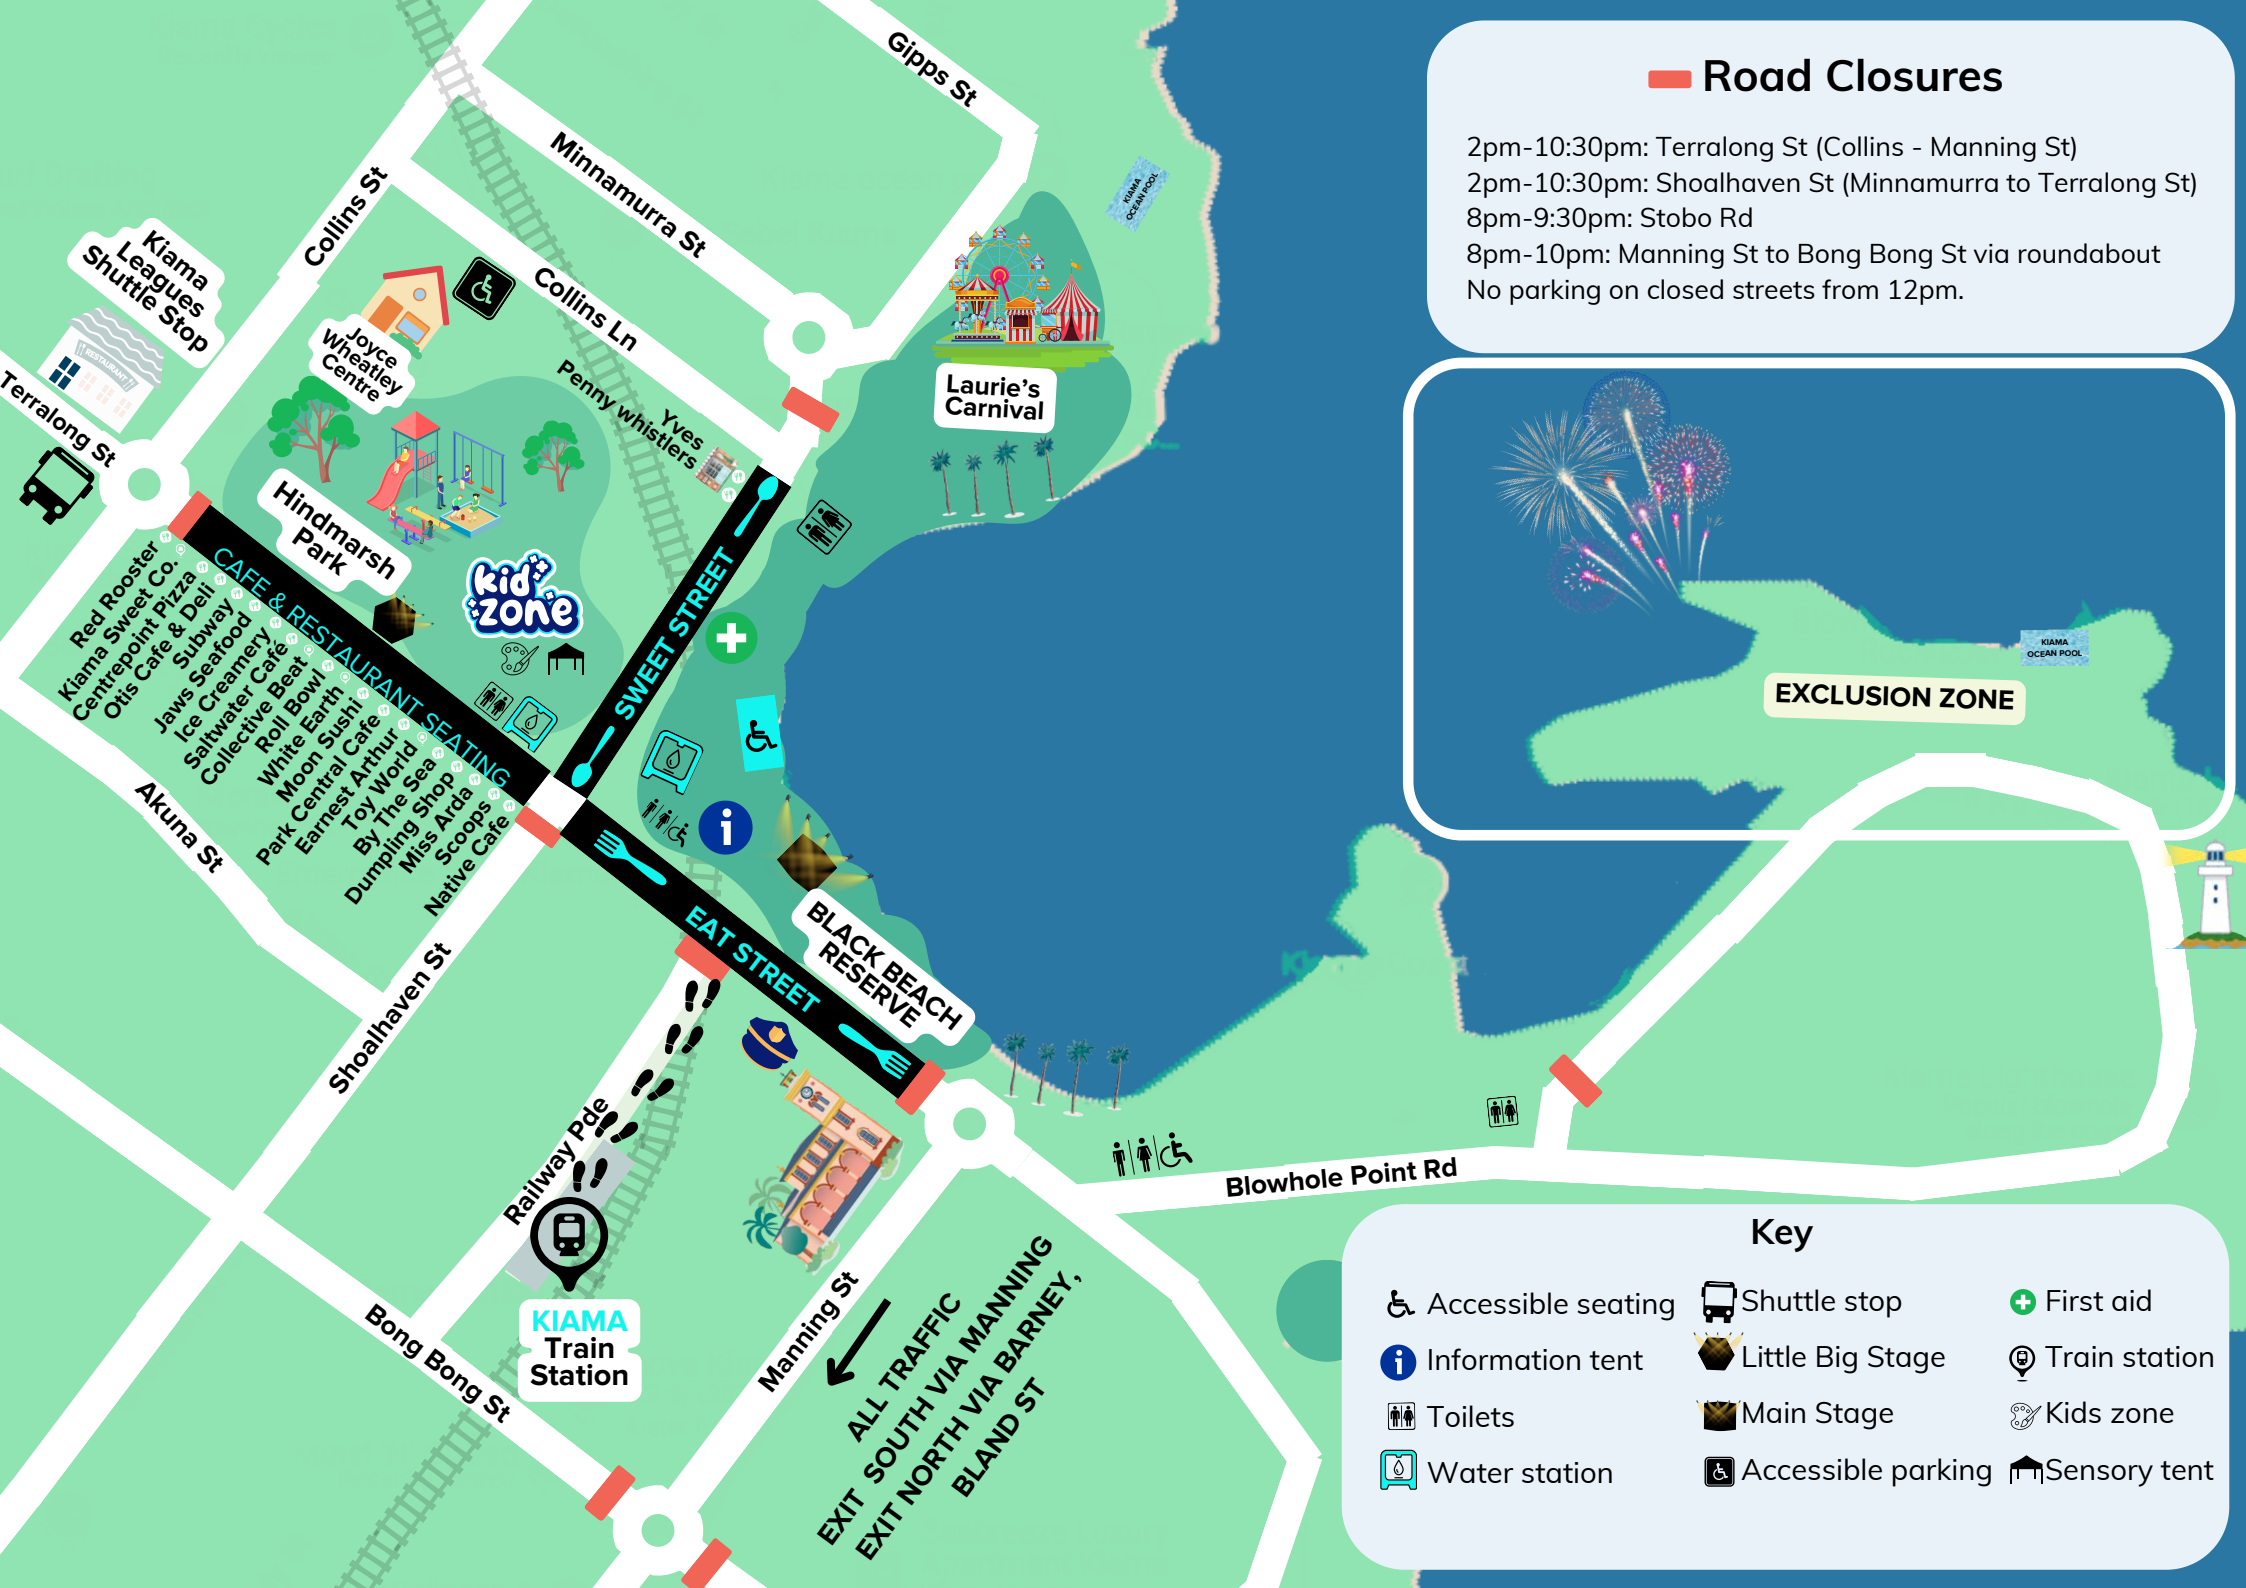 Road Closures
2pm-10:30pm: Terralong St (Collins - Manning St)
2pm-10:30pm: Shoalhaven St (Minnamurra to Terralong St)
8pm-9:30pm: Stobo Rd
8pm-10pm: Manning St to Bong Bong St via roundabout
No parking on closed streets from 12pm.
Gipps St
Minnamurra St
Collins St
Collins Ln
KIAMA
OCEAN POOL
Kiama
Leagues
Shuttle Stop
RESTAURANT
Terralong St
Joyce
Wheatley
Centre
Yves
Penny whistlers
Laurie's
Carnival
Hindmarsh
Park
kid
zone
CAFE & RESTAURANT SEATING
SWEET STREET
EAT STREET
Red Rooster
Kiama Sweet Co.
Centrepoint Pizza
Otis Cafe & Deli
Subway
Jaws Seafood
Ice Creamery
Saltwater Café
Collective Beat
Roll Bowl
White Earth
Moon Sushi
Park Central Cafe
Earnest Arthur
Toy World
By The Sea
Dumpling Shop
Miss Arda
Scoops
Native Cafe
KIAMA
OCEAN POOL
EXCLUSION ZONE
BLACK BEACH
RESERVE
Akuna St
Shoalhaven St
Railway Pde
KIAMA
Train
Station
Bong Bong St
Manning St
Blowhole Point Rd
ALL TRAFFIC
EXIT SOUTH VIA MANNING
EXIT NORTH VIA BARNEY,
BLAND ST
Key
Accessible seating
Information tent
Toilets
Water station
Shuttle stop
Little Big Stage
Main Stage
Accessible parking
First aid
Train station
Kids zone
Sensory tent